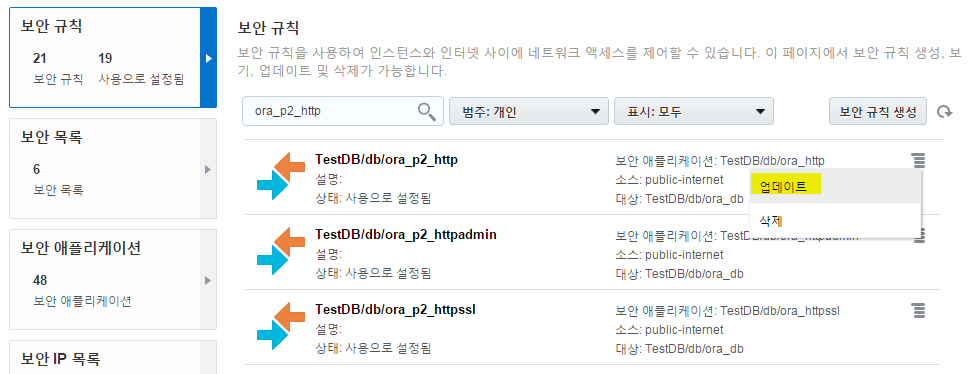 보안 규칙
21 19
보안 규칙 사용으로 설정됨
보안 목록
6
보안 목록
보안 애플리케이션
48
보안 애플리케이션
보안 IP 목록
보안 규칙
보안 규칙을 사용하여 인스턴스와 인터넷 사이에 네트워크 액세스를 제어할 수 있습니다. 이 페이지에서 보안 규칙 생성, 보
기, 업데이트 및 삭제가 가능합니다.
ora_p2_http 범주: 개인 표시: 모두 보안 규칙 생성
TestDB/db/ora_p2_http
설명:
상태: 사용으로 설정됨
보안 애플리케이션: TestDB/db/ora_http
소스: public-internet
대상: TestDB/db/ora_db
업데이트
삭제
TestDB/db/ora_p2_httpadmin
설명:
상태: 사용으로 설정됨
보안 애플리케이션: TestDB/db/ora_httpadmin
소스: public-internet
대상: TestDB/db/ora_db
TestDB/db/ora_p2_httpssl
설명:
상태: 사용으로 설정됨
보안 애플리케이션: TestDB/db/ora_httpssl
소스: public-internet
대상: TestDB/db/ora_db